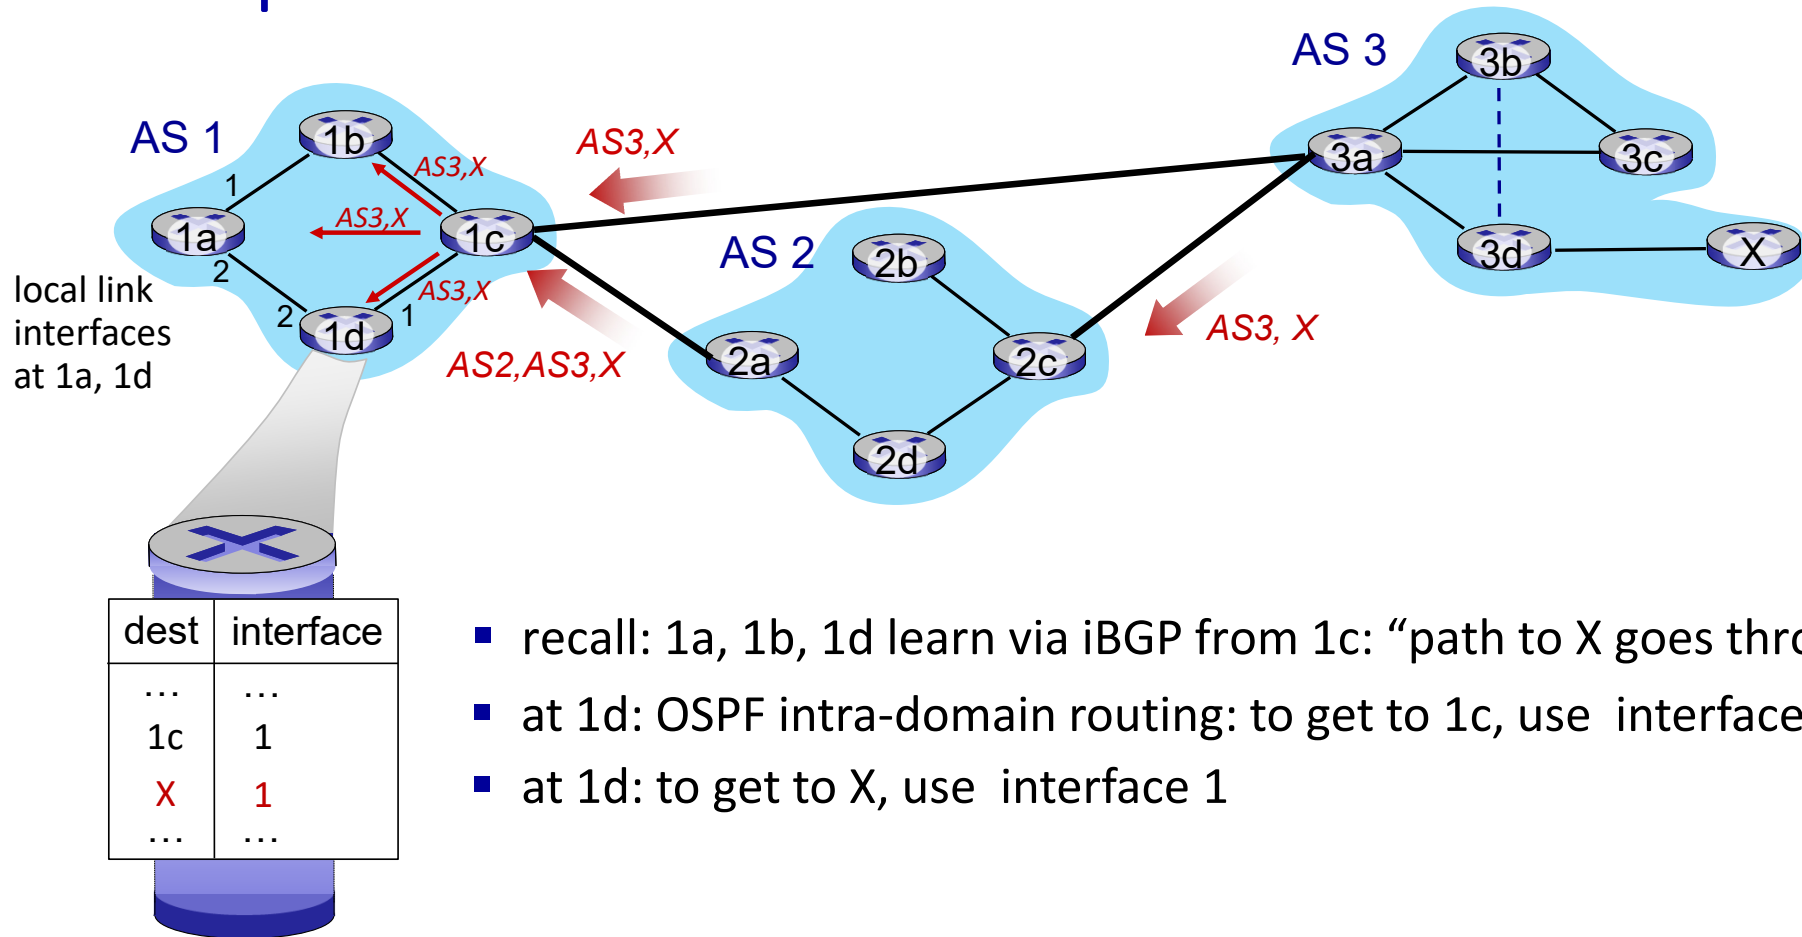 AS 3
3b
AS 1
1b
AS3,X
AS3,X
3a
3c
1
AS3,X
1a
1c
AS 2
2b
3d
X
2
local link
interfaces
at 1a, 1d
AS3,X
2
1
1d
AS3, X
AS2,AS3,X
2a
2c
2d
dest interface
... ...
1c 1
X 1
... ...
▪ recall: 1a, 1b, 1d learn via iBGP from 1c: “path to X goes thro
▪ at 1d: OSPF intra-domain routing: to get to 1c, use interface
▪ at 1d: to get to X, use interface 1